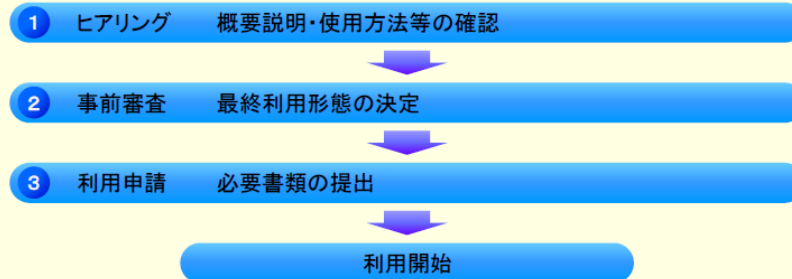 1 ヒアリング 概要説明・使用方法等の確認
2 事前審査 最終利用形態の決定
3 利用申請 必要書類の提出
利用開始